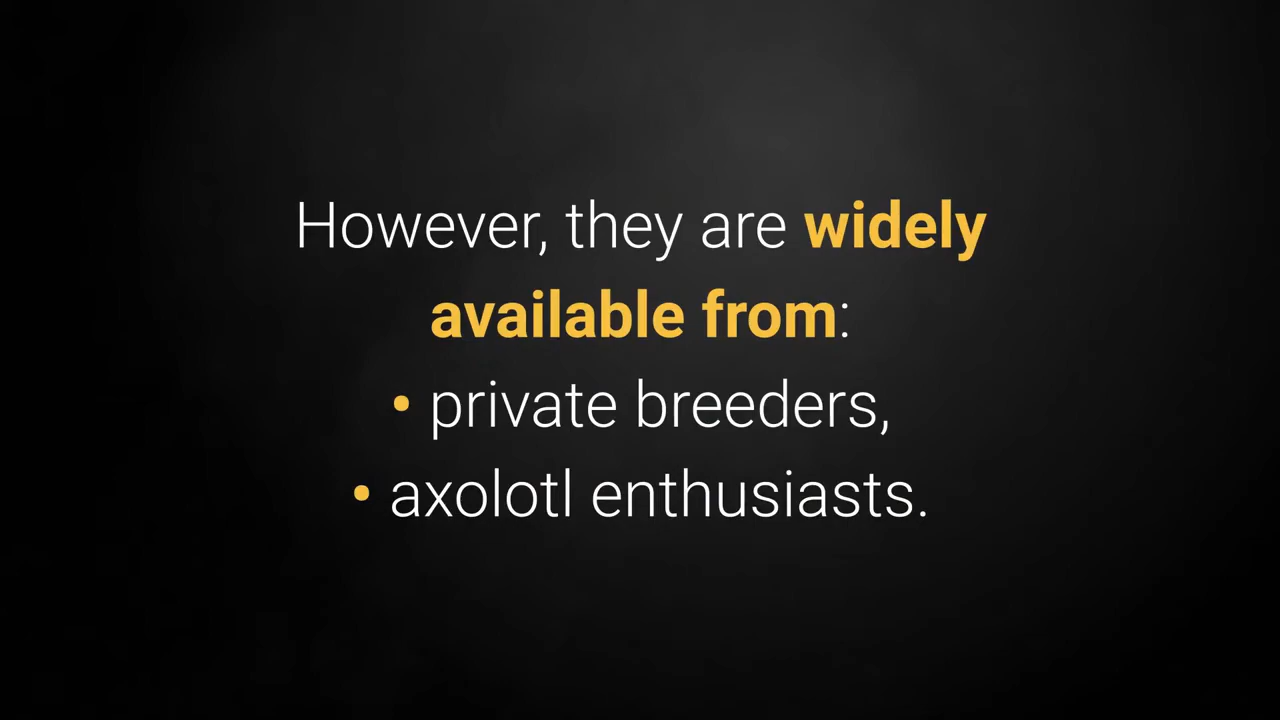 However, they are widely
available from:
• private breeders,
• axolotl enthusiasts.